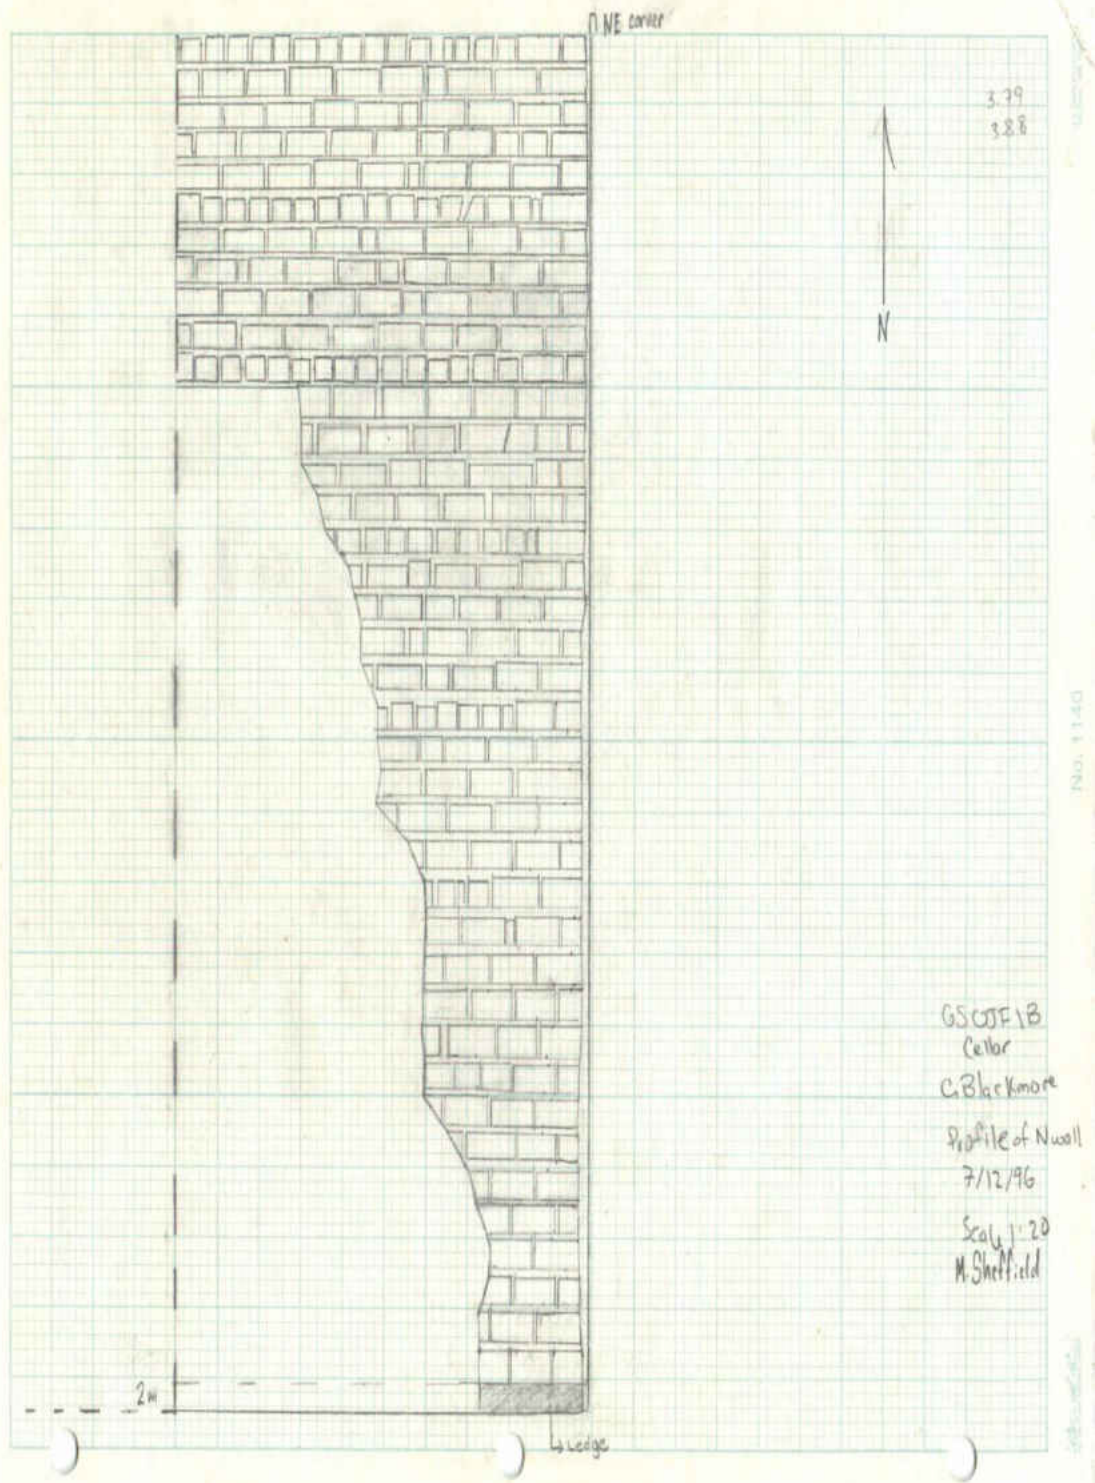 NE corner
3.79
3.88
N
No. 1140
GSCUJF1B
Cellar
C. Blackmore
Profile of N wall
7/12/96
Scale 1:20
M. Sheffield
2m
Ledge